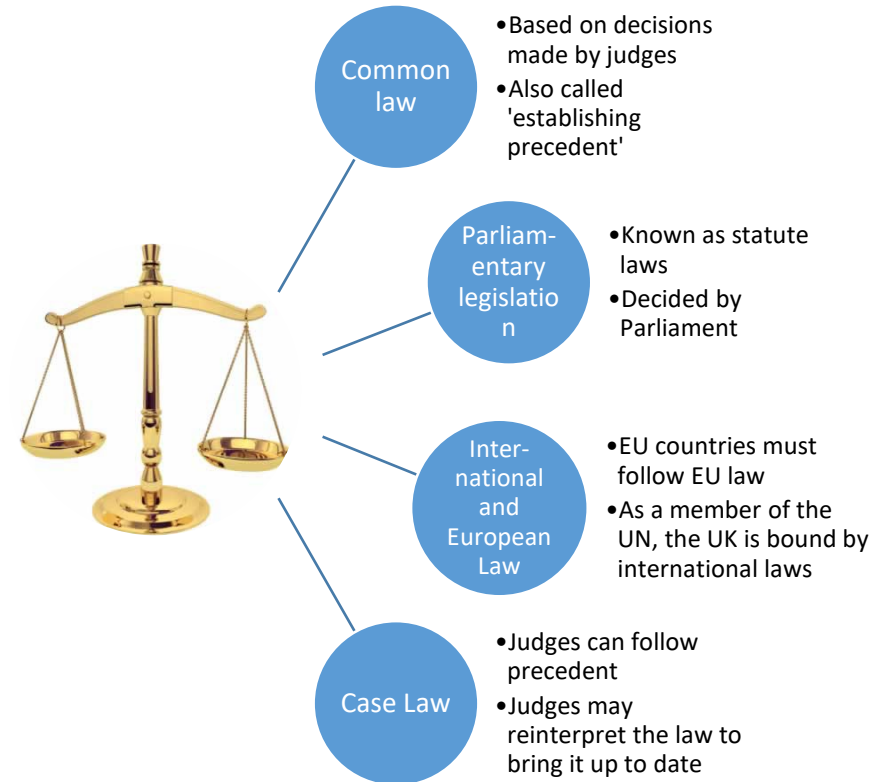 Common
law
•Based on decisions
made by judges
•Also called
'establishing
precedent'
Parliam-
entary
legislatio
n
•Known as statute
laws
•Decided by
Parliament
Inter-
national
and
European
Law
•EU countries must
follow EU law
•As a member of the
UN, the UK is bound by
international laws
Case Law
•Judges can follow
precedent
•Judges may
reinterpret the law to
bring it up to date